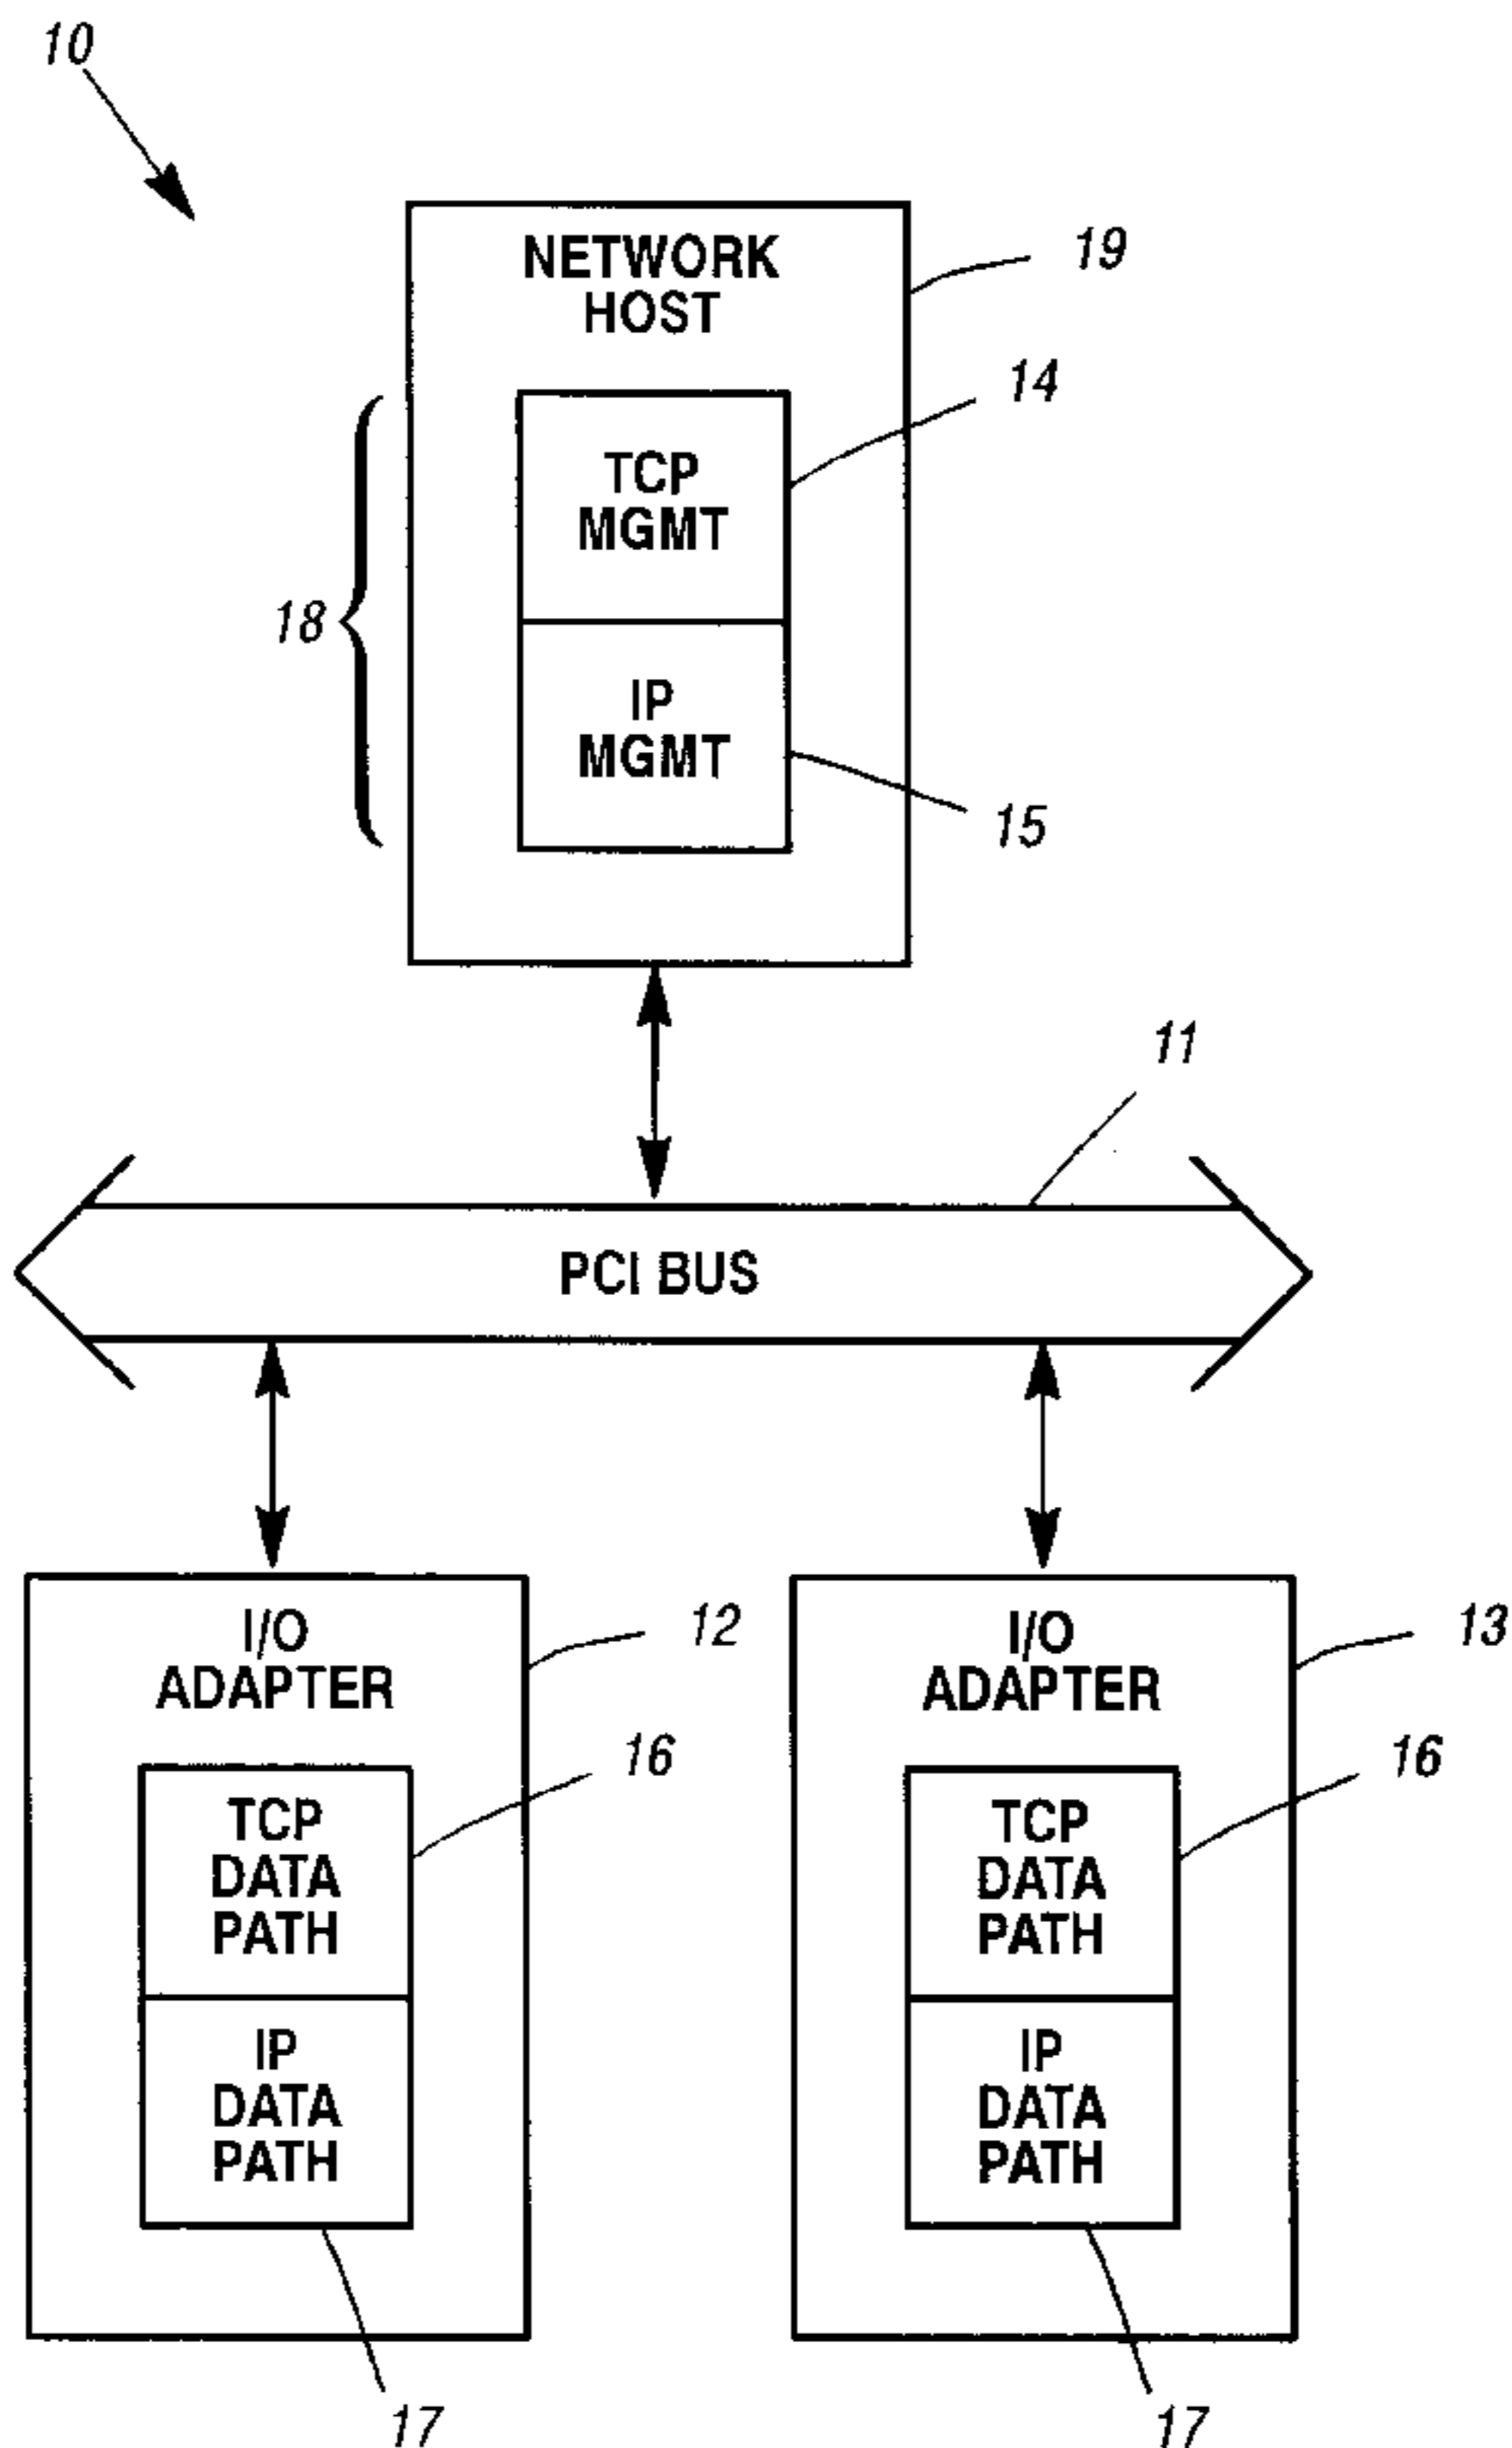 10
NETWORK
HOST
19
14
TCP
MGMT
18
IP
MGMT
15
11
PCI BUS
I/O
ADAPTER
12
16
TCP
DATA
PATH
IP
DATA
PATH
17
I/O
ADAPTER
13
16
TCP
DATA
PATH
IP
DATA
PATH
17